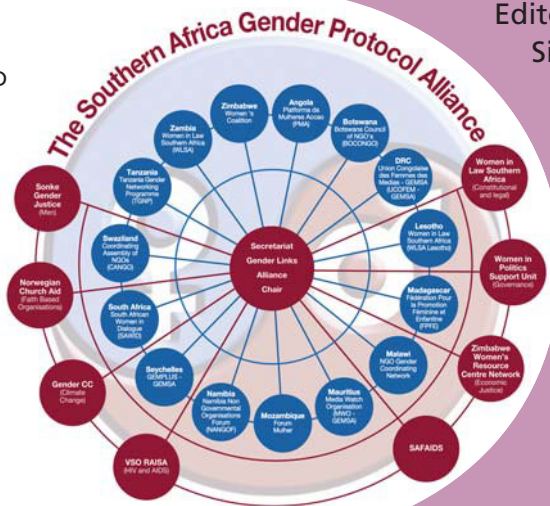 The Southern Africa Gender Protocol Alliance
Edito
Si
o
Secretariat
Gender Links
Alliance
Chair
Angola
Plataforma da
Mulheres Accao
(PMA)
Botswana
Botswana Council
of NGO's
(BOCONGO)
DRC
Union Congolaise
des Femmes des
Medias - GEMSA
(UCOFEM -
GEMSA)
Lesotho
Women in Law
Southern Africa
(WLSA Lesotho)
Madagascar
Fédération Pour
la Promotion
Féminine et
Enfantine
(FPFE)
Malawi
NGO Gender
Coordinating
Network
Mauritius
Media Watch
Organisation
(MWO -
GEMSA)
Mozambique
Forum
Mulher
Namibia
Namibia Non
Governmental
Organisations
Forum
(NANGOF)
Seychelles
GEMPLUS -
GEMSA
South Africa
South African
Women in
Dialogue
(SAWID)
Swaziland
Coordinating
Assembly of
NGOs
(CANGO)
Tanzania
Tanzania Gender
Networking
Programme
(TGNP)
Zambia
Women in Law
Southern Africa
(WLSA)
Zimbabwe
Women 's
Coalition
Women in
Law Southern
Africa
(Constitutional
and legal)
Women in
Politics
Support Unit
(Governance)
Zimbabwe
Women's
Resource
Centre Network
(Economic
Justice)
SAFAIDS
VSO RAISA
(HIV and AIDS)
Gender CC
(Climate
Change)
Norwegian
Church Aid
(Faith Based
Organisations)
Sonke
Gender
Justice
(Men)